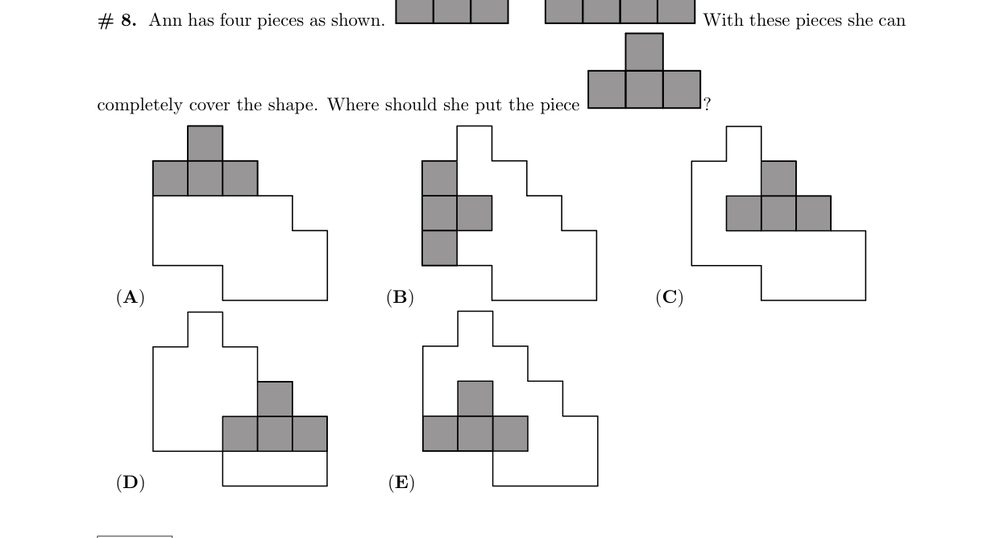 # 8. Ann has four pieces as shown. With these pieces she can
completely cover the shape. Where should she put the piece ?
(A) (B) (C)
(D) (E)